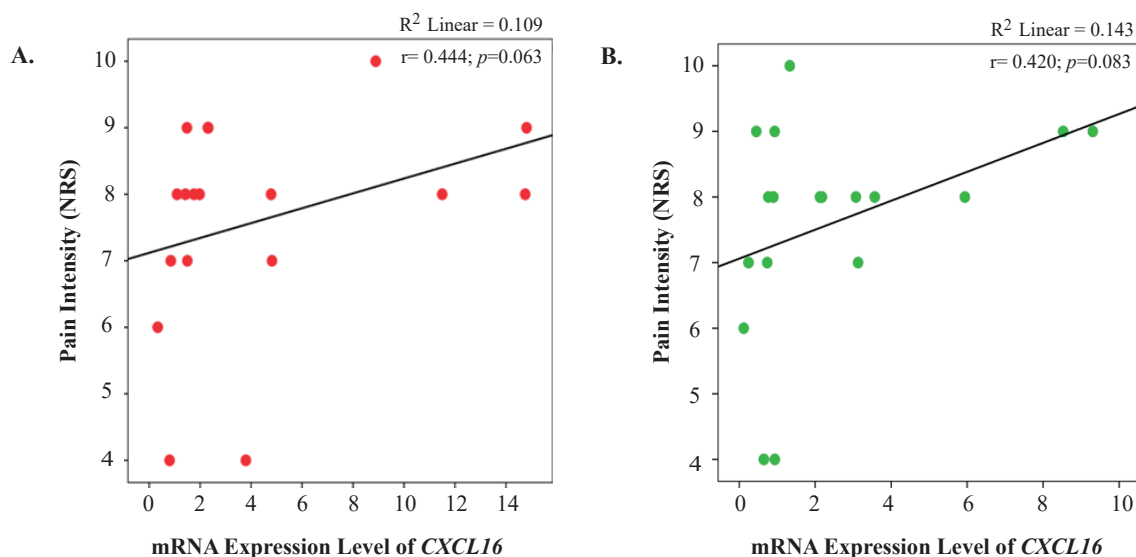 A.
R² Linear = 0.109
r= 0.444; p=0.063
Pain Intensity (NRS)
10
9
8
7
6
5
4
0 2 4 6 8 10 12 14
mRNA Expression Level of CXCL16
B.
R² Linear = 0.143
r= 0.420; p=0.083
Pain Intensity (NRS)
10
9
8
7
6
5
4
0 2 4 6 8 10
mRNA Expression Level of CXCL16